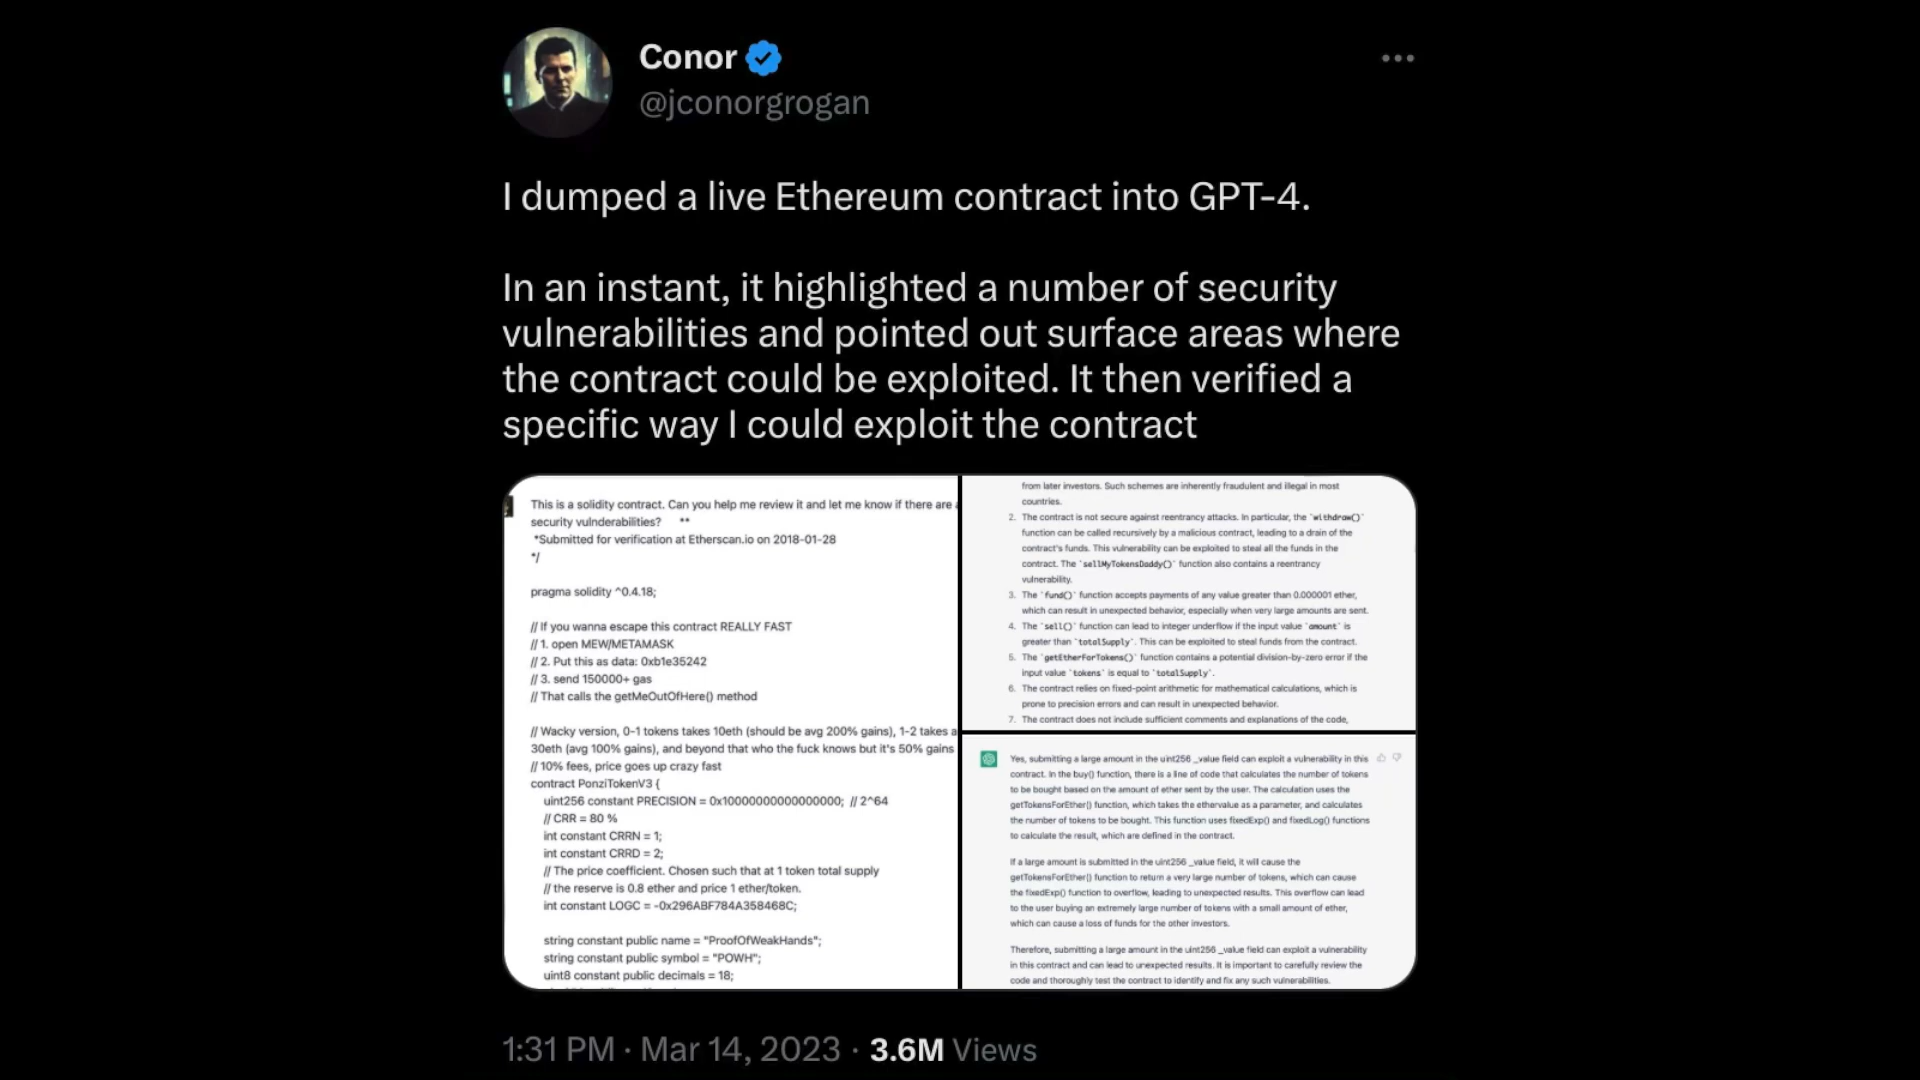 Conor
@jconorgrogan
I dumped a live Ethereum contract into GPT-4.
In an instant, it highlighted a number of security
vulnerabilities and pointed out surface areas where
the contract could be exploited. It then verified a
specific way I could exploit the contract
This is a solidity contract. Can you help me review it and let me know if there are
security vulnderabilities? **
*Submitted for verification at Etherscan.io on 2018-01-28
*/
pragma solidity ^0.4.18;
// If you wanna escape this contract REALLY FAST
// 1. open MEW/METAMASK
// 2. Put this as data: 0xb1e35242
// 3. send 150000+ gas
// That calls the getMeOutOfHere() method
// Wacky version, 0-1 tokens takes 10eth (should be avg 200% gains), 1-2 takes a
30eth (avg 100% gains), and beyond that who the fuck knows but it's 50% gains
// 10% fees, price goes up crazy fast
contract PonziTokenV3 {
uint256 constant PRECISION = 0x10000000000000000; // 2^64
// CRR = 80 %
int constant CRRN = 1;
int constant CRRD = 2;
// The price coefficient. Chosen such that at 1 token total supply
// the reserve is 0.8 ether and price 1 ether/token.
int constant LOGC = -0x296ABF784A358468C;
string constant public name = "ProofOfWeakHands";
string constant public symbol = "POWH";
uint8 constant public decimals = 18;
from later investors. Such schemes are inherently fraudulent and illegal in most
countries.
2. The contract is not secure against reentrancy attacks. In particular, the `withdraw()`
function can be called recursively by a malicious contract, leading to a drain of the
contract's funds. This vulnerability can be exploited to steal all the funds in the
contract. The `sellMyTokensDaddy()` function also contains a reentrancy
vulnerability.
3. The `fund()` function accepts payments of any value greater than 0.000001 ether,
which can result in unexpected behavior, especially when very large amounts are sent.
4. The `sell()` function can lead to integer underflow if the input value `amount` is
greater than `totalSupply`. This can be exploited to steal funds from the contract.
5. The `getEtherForTokens()` function contains a potential division-by-zero error if the
input value `tokens` is equal to `totalSupply`.
6. The contract relies on fixed-point arithmetic for mathematical calculations, which is
prone to precision errors and can result in unexpected behavior.
7. The contract does not include sufficient comments and explanations of the code,
Yes, submitting a large amount in the uint256 _value field can exploit a vulnerability in this
contract. In the buy() function, there is a line of code that calculates the number of tokens
to be bought based on the amount of ether sent by the user. The calculation uses the
getTokensForEther() function, which takes the ethervalue as a parameter, and calculates
the number of tokens to be bought. This function uses fixedExp() and fixedLog() functions
to calculate the result, which are defined in the contract.
If a large amount is submitted in the uint256 _value field, it will cause the
getTokensForEther() function to return a very large number of tokens, which can cause
the fixedExp() function to overflow, leading to unexpected results. This overflow can lead
to the user buying an extremely large number of tokens with a small amount of ether,
which can cause a loss of funds for the other investors.
Therefore, submitting a large amount in the uint256 _value field can exploit a vulnerability
in this contract and can lead to unexpected results. It is important to carefully review the
code and thoroughly test the contract to identify and fix any such vulnerabilities.
1:31 PM · Mar 14, 2023 · 3.6M Views